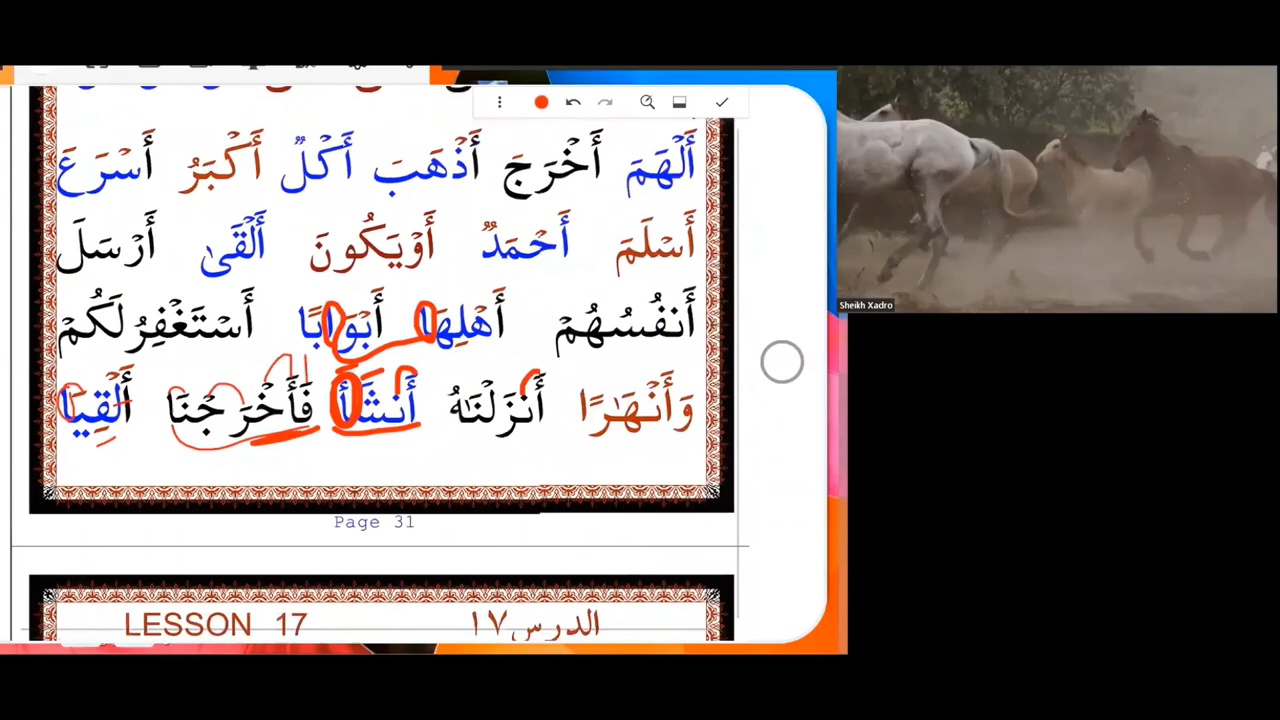 أَلْهَمَ أَخْرَجَ أَذْهَبَ أَكْلٌ أَكْبَرُ أَسْرَعَ
أَسْلَمَ أَحْمَدٌ أَوْيَكُونَ أَلْقَىٰ أَرْسَلَ
أَنفُسُهُمْ أَهْلِهَا أَبْوَابًا أَسْتَغْفِرُ لَكُمْ
وَأَنْهَٰرًا أَنزَلْنَٰهُ أَنشَأَ فَأَخْرَجْنَا أَلْقِيَا
Page 31
LESSON 17 الدرس ١٧
Sheikh Xadro